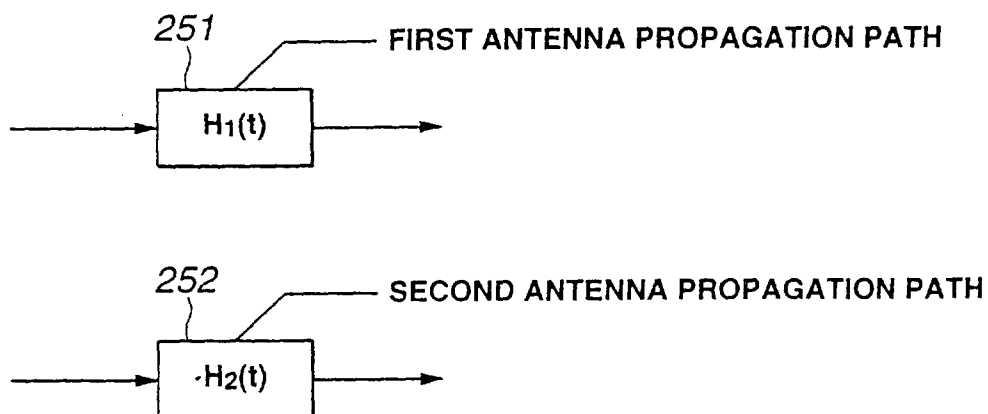 251
FIRST ANTENNA PROPAGATION PATH
H1(t)
252
SECOND ANTENNA PROPAGATION PATH
H2(t)